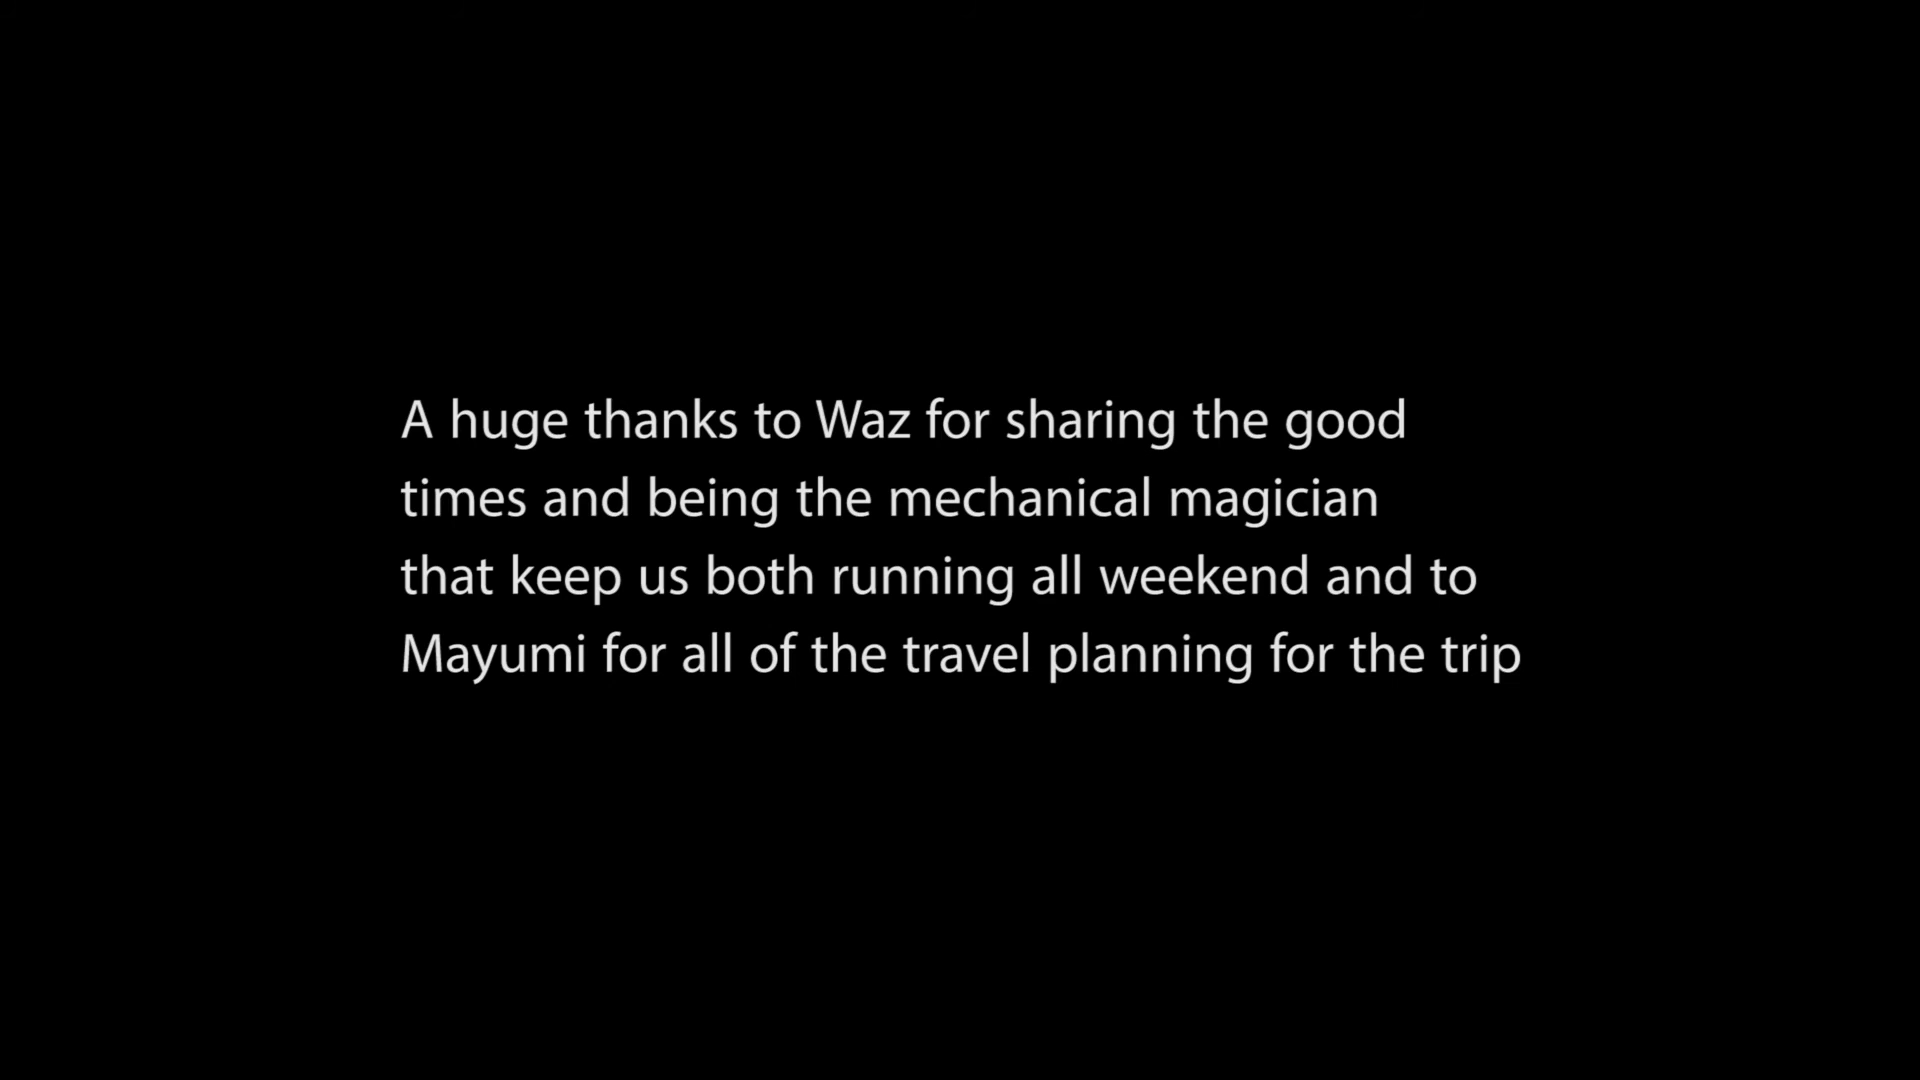 A huge thanks to Waz for sharing the good
times and being the mechanical magician
that keep us both running all weekend and to
Mayumi for all of the travel planning for the trip